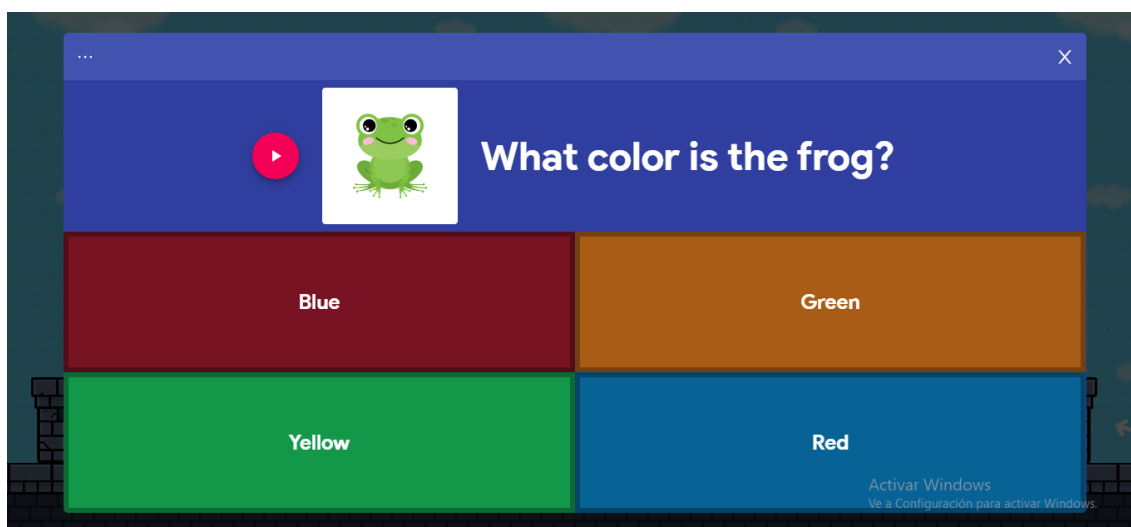 ...
X
What color is the frog?
Blue
Green
Yellow
Red
Activar Windows
Ve a Configuración para activar Windows.